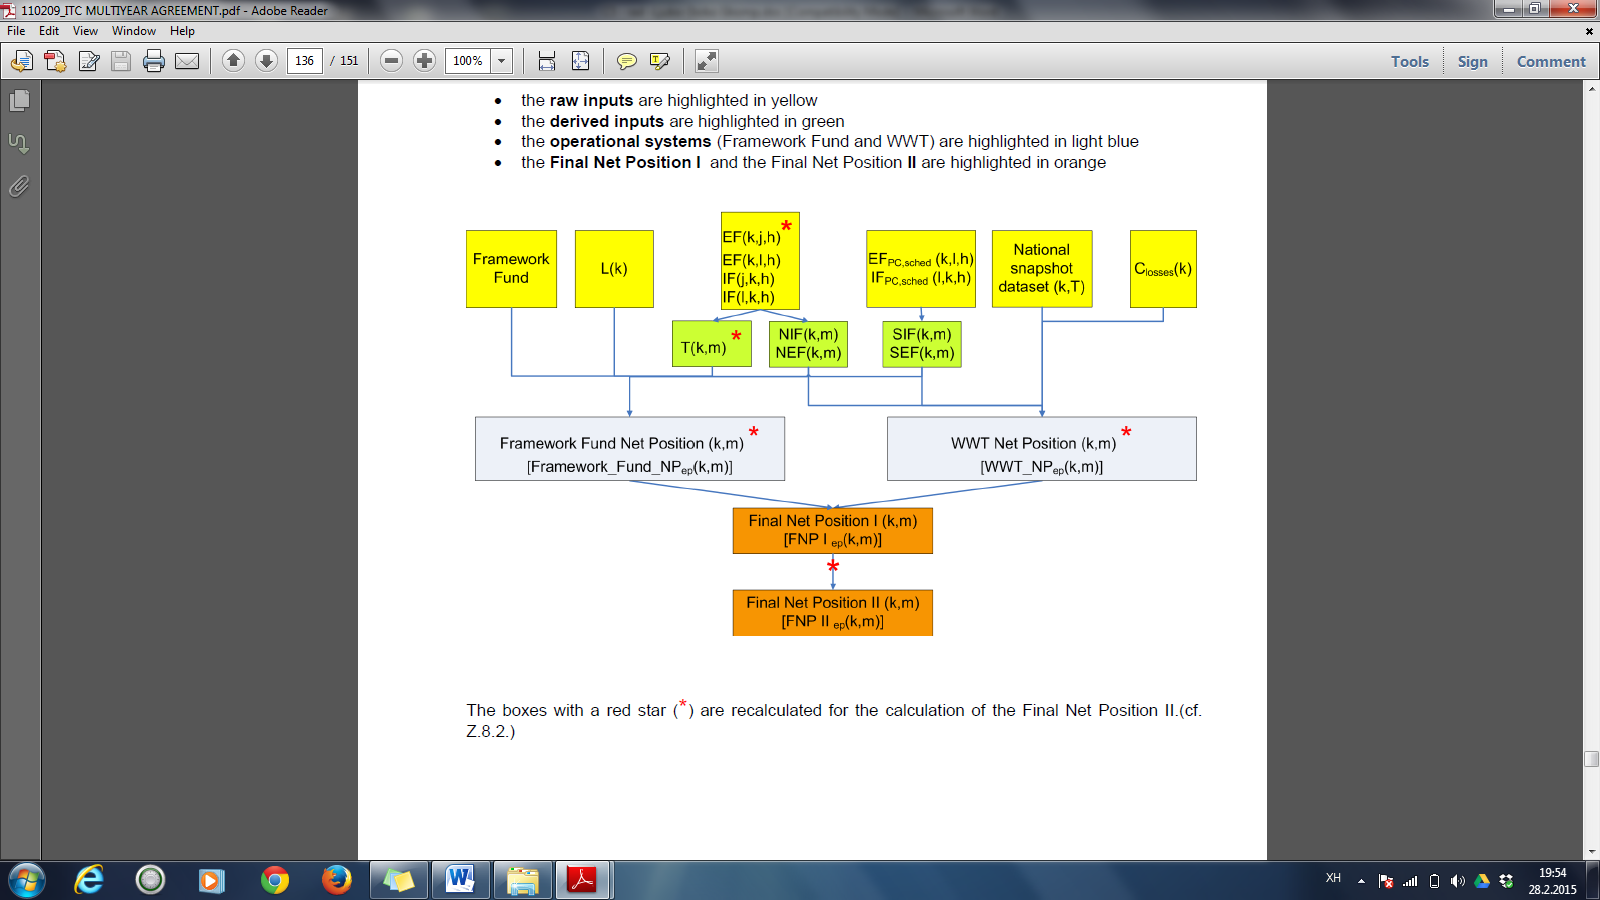 110209_ITC MULTIYEAR AGREEMENT.pdf - Adobe Reader
File Edit View Window Help
136 / 151 100% Tools Sign Comment
• the raw inputs are highlighted in yellow
• the derived inputs are highlighted in green
• the operational systems (Framework Fund and WWT) are highlighted in light blue
• the Final Net Position I and the Final Net Position II are highlighted in orange
Framework
Fund
L(k)
EF(k,j,h) *
EF(k,l,h)
IF(j,k,h)
IF(l,k,h)
EFPC,sched (k,l,h)
IFPC,sched (l,k,h)
National
snapshot
dataset (k,T)
Closses(k)
T(k,m) *
NIF(k,m)
NEF(k,m)
SIF(k,m)
SEF(k,m)
Framework Fund Net Position (k,m) *
[Framework_Fund_NPep(k,m)]
WWT Net Position (k,m) *
[WWT_NPep(k,m)]
Final Net Position I (k,m)
[FNP I ep(k,m)]
*
Final Net Position II (k,m)
[FNP II ep(k,m)]
The boxes with a red star (*) are recalculated for the calculation of the Final Net Position II.(cf.
Z.8.2.)
XH 19:54
28.2.2015